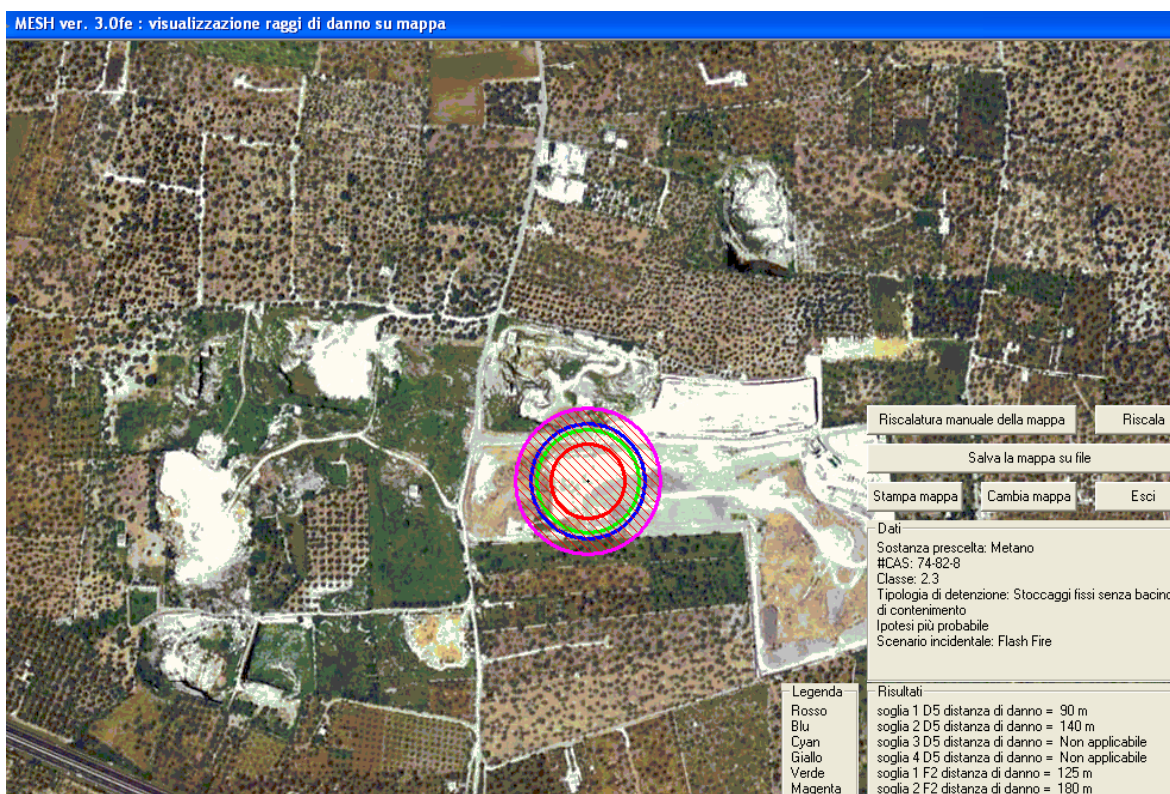 MESH ver. 3.0fe : visualizzazione raggi di danno su mappa
Riscalatura manuale della mappa
Riscala
Salva la mappa su file
Stampa mappa
Cambia mappa
Esci
Dati
Sostanza prescelta: Metano
#CAS: 74-82-8
Classe: 2.3
Tipologia di detenzione: Stoccaggi fissi senza bacino
di contenimento
Ipotesi più probabile
Scenario incidentale: Flash Fire
Legenda
Rosso
Blu
Cyan
Giallo
Verde
Magenta
Risultati
soglia 1 D5 distanza di danno = 90 m
soglia 2 D5 distanza di danno = 140 m
soglia 3 D5 distanza di danno = Non applicabile
soglia 4 D5 distanza di danno = Non applicabile
soglia 1 F2 distanza di danno = 125 m
soglia 2 F2 distanza di danno = 180 m